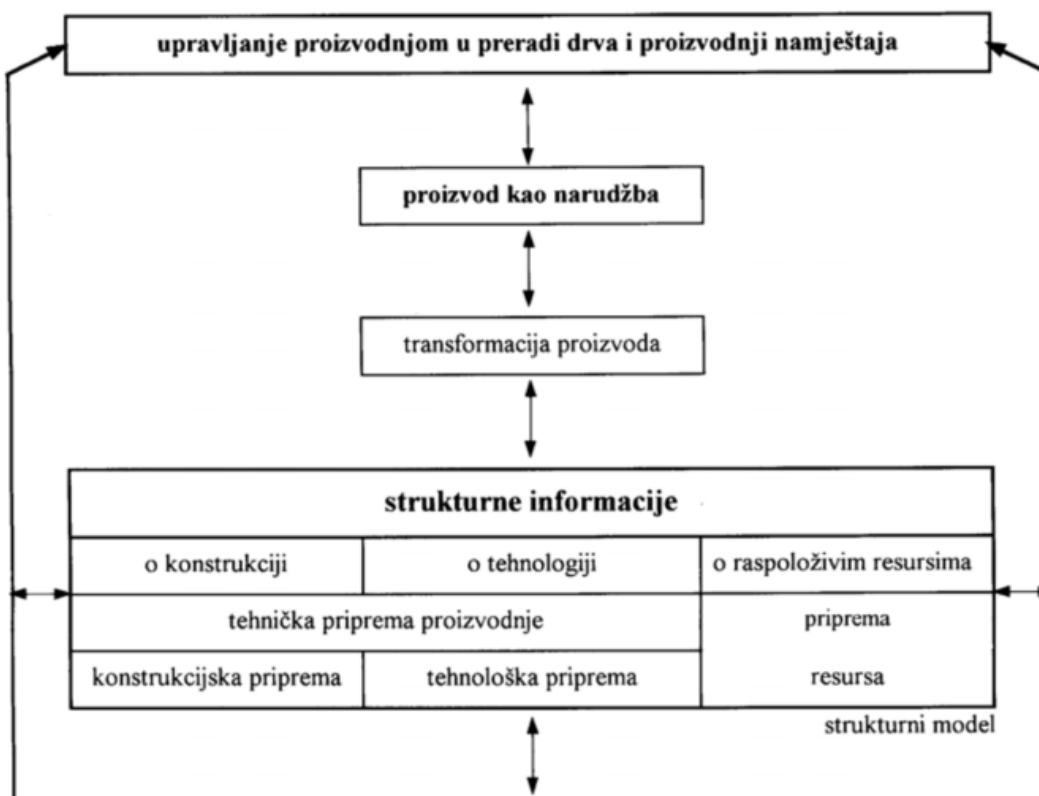 upravljanje proizvodnjom u preradi drva i proizvodnji namještaja
proizvod kao narudžba
transformacija proizvoda
strukturne informacije
o konstrukciji
o tehnologiji
o raspoloživim resursima
tehnička priprema proizvodnje
priprema
konstrukcijska priprema
tehnološka priprema
resursa
strukturni model